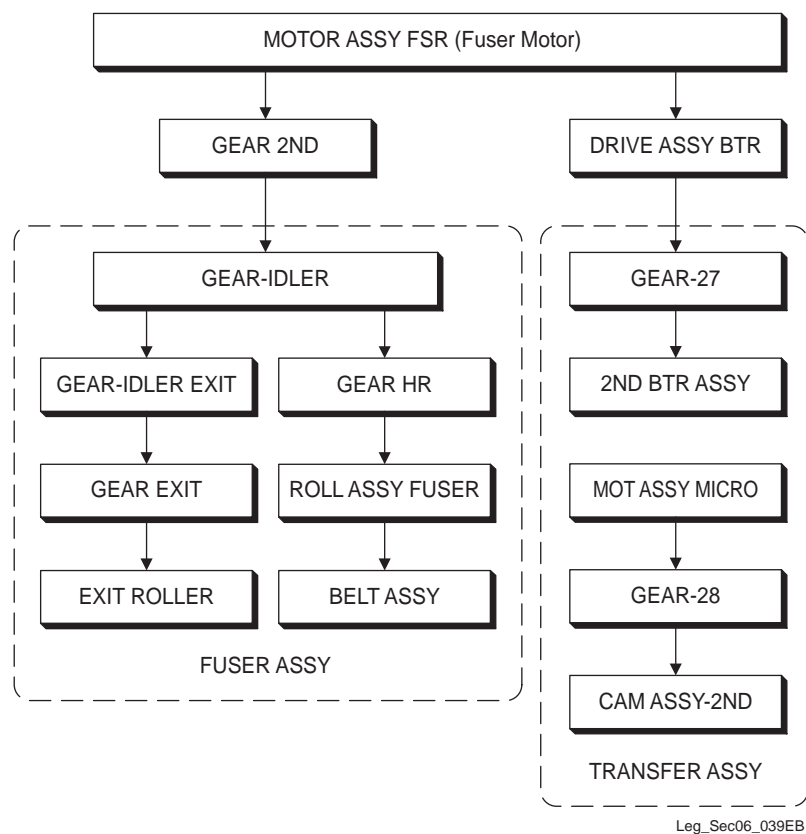 MOTOR ASSY FSR (Fuser Motor)
GEAR 2ND
DRIVE ASSY BTR
GEAR-IDLER
GEAR-27
GEAR-IDLER EXIT
GEAR HR
2ND BTR ASSY
GEAR EXIT
ROLL ASSY FUSER
MOT ASSY MICRO
EXIT ROLLER
BELT ASSY
GEAR-28
FUSER ASSY
CAM ASSY-2ND
TRANSFER ASSY
Leg_Sec06_039EB